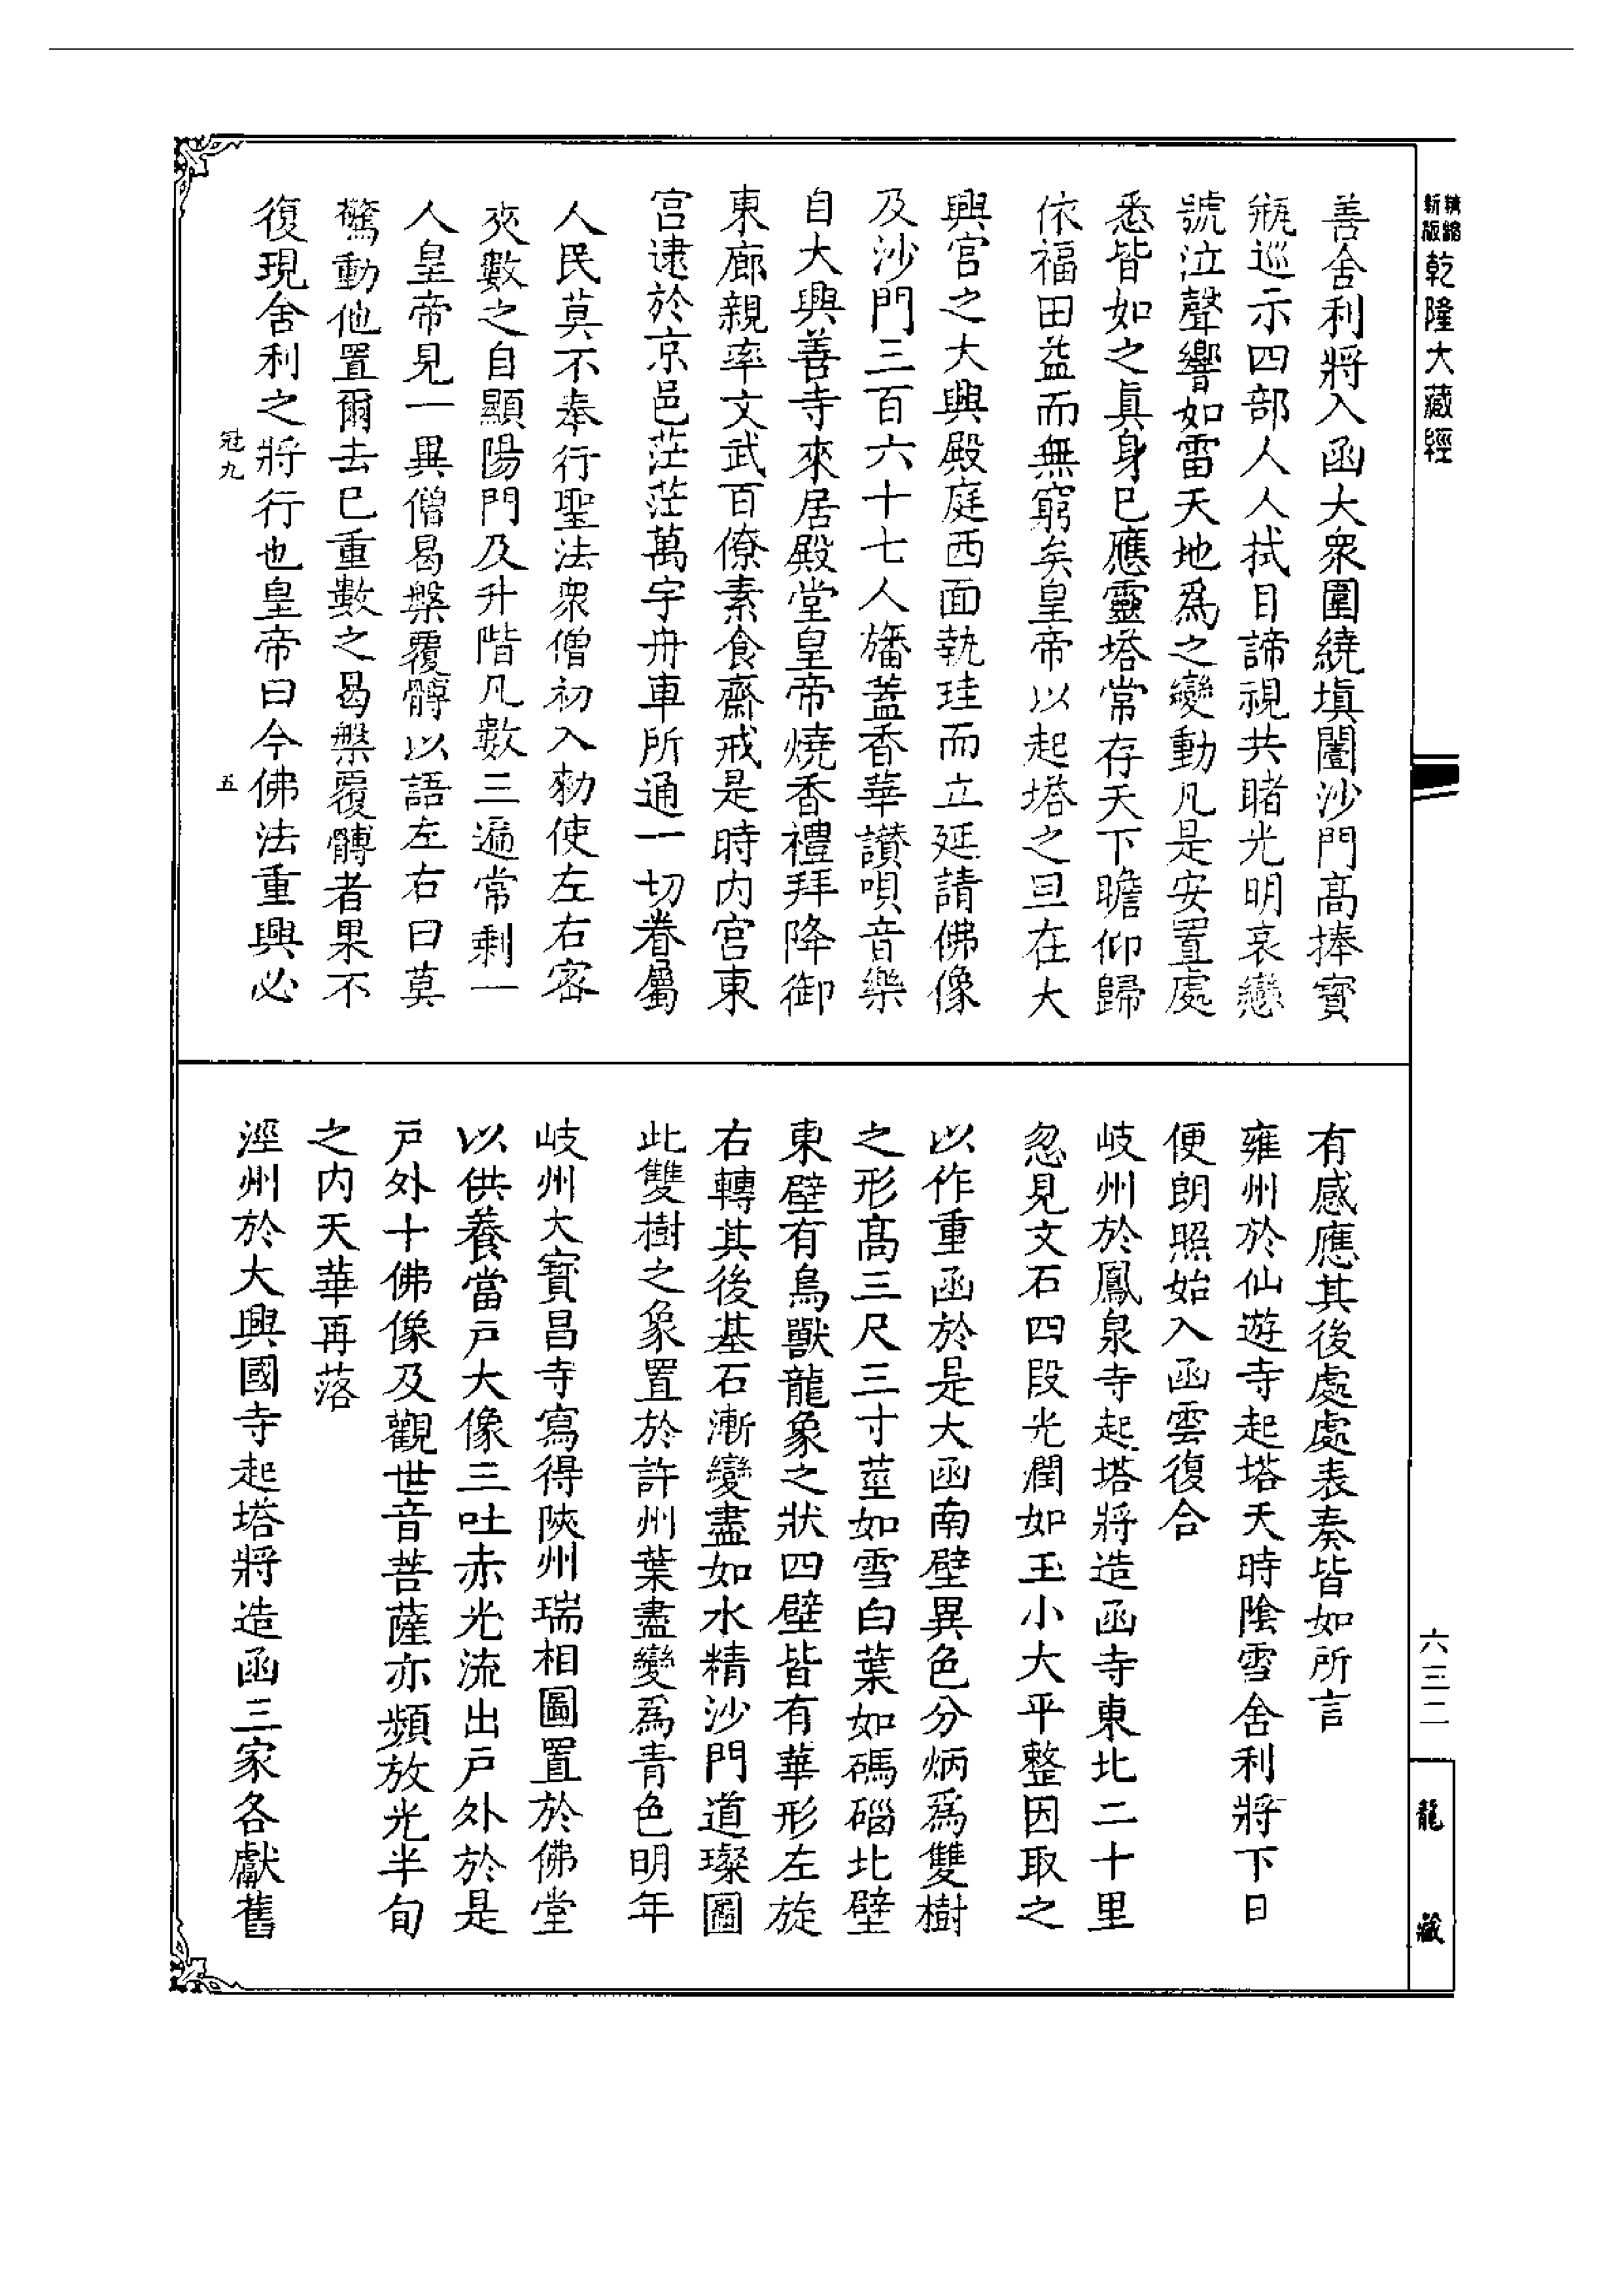 精縮
新版
乾隆大藏經
善舍利將入函大衆圍繞塡闉沙門髙捧寶
瓶巡示四部人人拭目諦視共睹光明哀戀
號泣聲響如雷天地爲之變動凡是安置處
悉皆如之眞身已應靈塔常存天下瞻仰歸
依福田益而無窮矣皇帝以起塔之旦在大
興宫之大興殿庭西面執珪而立延請佛像
及沙門三百六十七人旛蓋香華讃唄音樂
自大興善寺來居殿堂皇帝燒香禮拜降御
東廊親率文武百僚素食齋戒是時内宫東
宫逮於京邑茫茫萬宇舟車所通一切眷屬
人民莫不奉行聖法衆僧初入勑使左右密
夾數之自顯陽門及升階凡數三遍常剩一
人皇帝見一異僧曷槃覆髆以語左右曰莫
驚動他置爾去已重數之曷槃覆髆者果不
復現舍利之將行也皇帝曰今佛法重興必
冠九
五
有感應其後處處表奏皆如所言
雍州於仙遊寺起塔天時陰雪舍利將下日
便朗照始入函雲復合
岐州於鳳泉寺起塔將造函寺東北二十里
忽見文石四段光潤如玉小大平整因取之
以作重函於是大函南壁異色分炳爲雙樹
之形髙三尺三寸莖如雪白葉如碼碯北壁
東壁有鳥獸龍象之狀四壁皆有華形左旋
右轉其後基石漸變盡如水精沙門道璨圖
此雙樹之象置於許州葉盡變爲青色明年
岐州大寶昌寺寫得陜州瑞相圖置於佛堂
以供養當戸大像三吐赤光流出戸外於是
戸外十佛像及觀世音菩薩亦頻放光半旬
之内天華再落
涇州於大興國寺起塔將造函三家各獻舊
六三二
龍藏